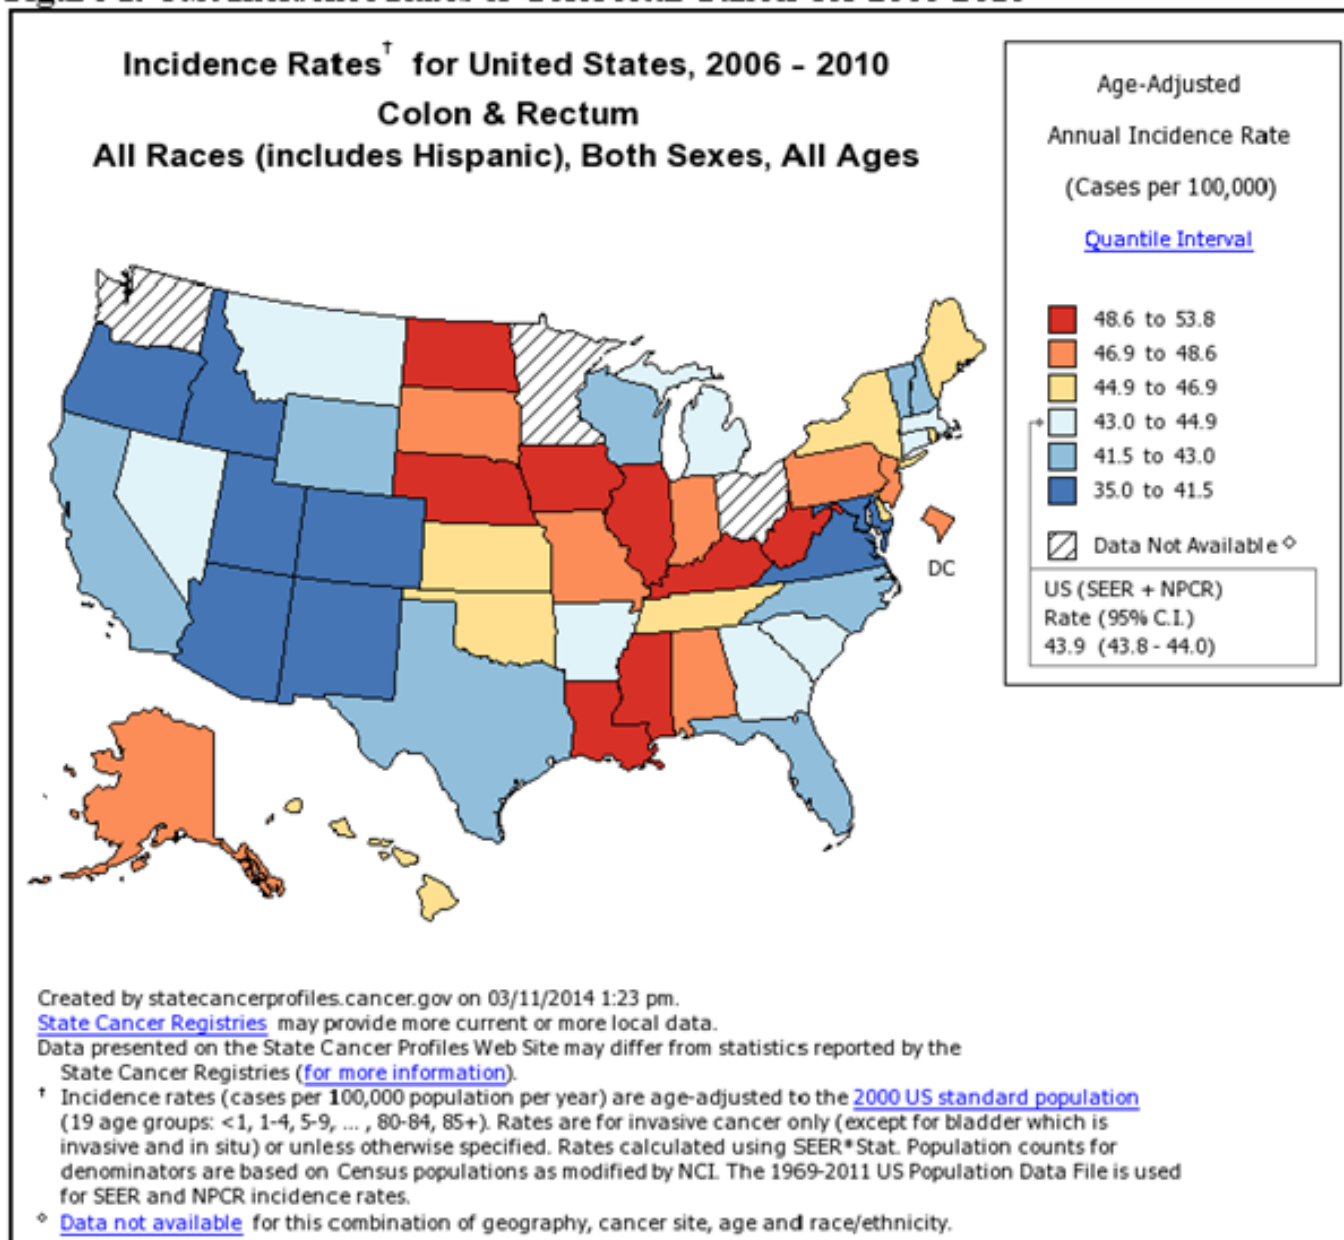 Incidence Rates† for United States, 2006 - 2010
Colon & Rectum
All Races (includes Hispanic), Both Sexes, All Ages
Age-Adjusted
Annual Incidence Rate
(Cases per 100,000)
Quantile Interval
48.6 to 53.8
46.9 to 48.6
44.9 to 46.9
43.0 to 44.9
41.5 to 43.0
35.0 to 41.5
Data Not Available ◇
US (SEER + NPCR)
Rate (95% C.I.)
43.9 (43.8 - 44.0)
DC
Created by statecancerprofiles.cancer.gov on 03/11/2014 1:23 pm.
State Cancer Registries may provide more current or more local data.
Data presented on the State Cancer Profiles Web Site may differ from statistics reported by the
State Cancer Registries (for more information).
† Incidence rates (cases per 100,000 population per year) are age-adjusted to the 2000 US standard population
(19 age groups: <1, 1-4, 5-9, ... , 80-84, 85+). Rates are for invasive cancer only (except for bladder which is
invasive and in situ) or unless otherwise specified. Rates calculated using SEER*Stat. Population counts for
denominators are based on Census populations as modified by NCI. The 1969-2011 US Population Data File is used
for SEER and NPCR incidence rates.
◇ Data not available for this combination of geography, cancer site, age and race/ethnicity.